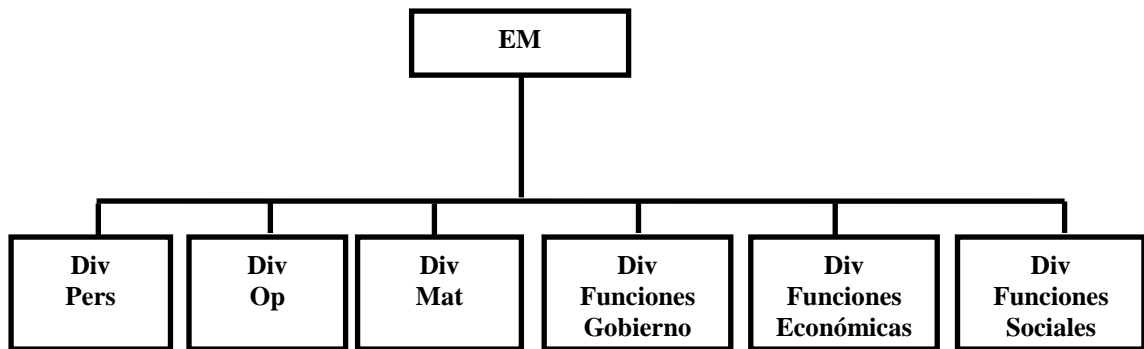 EM
Div
Pers
Div
Op
Div
Mat
Div
Funciones
Gobierno
Div
Funciones
Económicas
Div
Funciones
Sociales